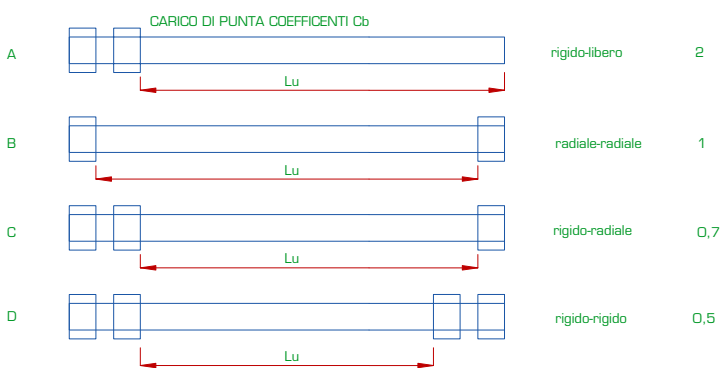 CARICO DI PUNTA COEFFICENTI Cb
A rigido-libero 2
Lu
B radiale-radiale 1
Lu
C rigido-radiale 0,7
Lu
D rigido-rigido 0,5
Lu